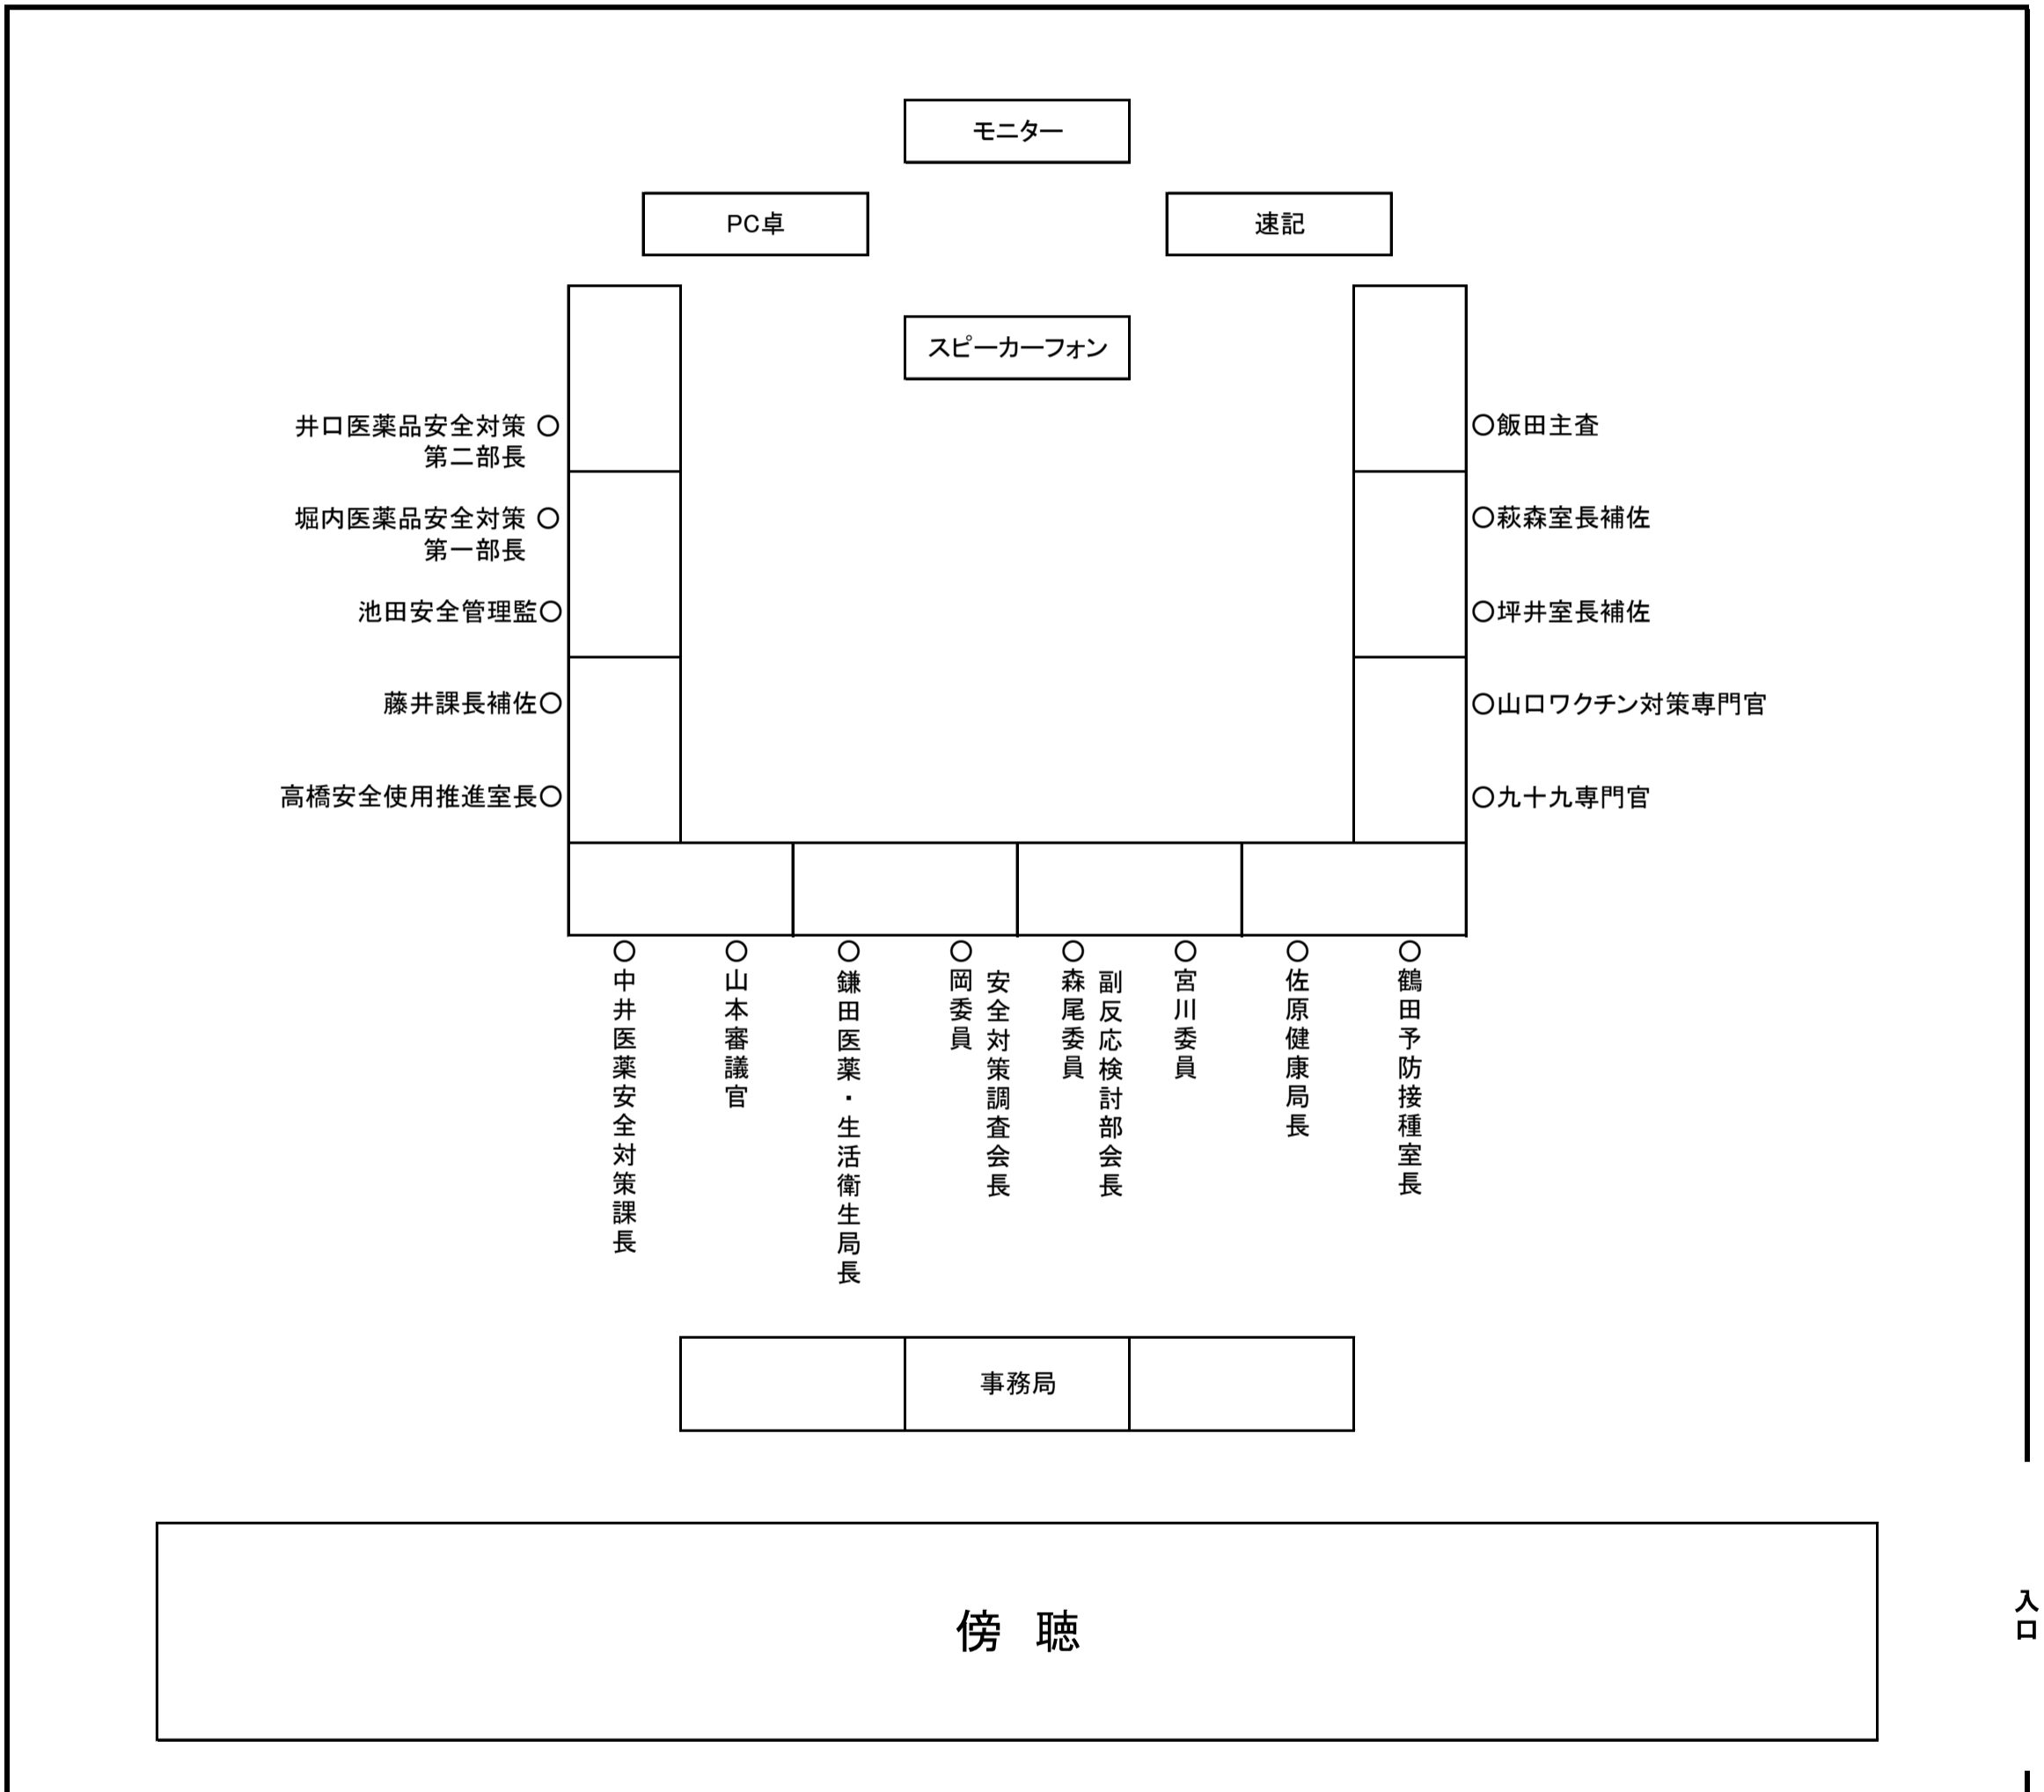 モニター
PC卓
速記
スピーカーフォン
井口医薬品安全対策 ○
第二部長
○飯田主査
堀内医薬品安全対策 ○
第一部長
○萩森室長補佐
池田安全管理監○
○坪井室長補佐
藤井課長補佐○
○山口ワクチン対策専門官
高橋安全使用推進室長○
○九十九専門官
○中井医薬安全対策課長
○山本審議官
○鎌田医薬・生活衛生局長
○岡委員
安全対策調査会長
○森尾委員
副反応検討部会長
○宮川委員
○佐原健康局長
○鶴田予防接種室長
事務局
傍　聴
入口